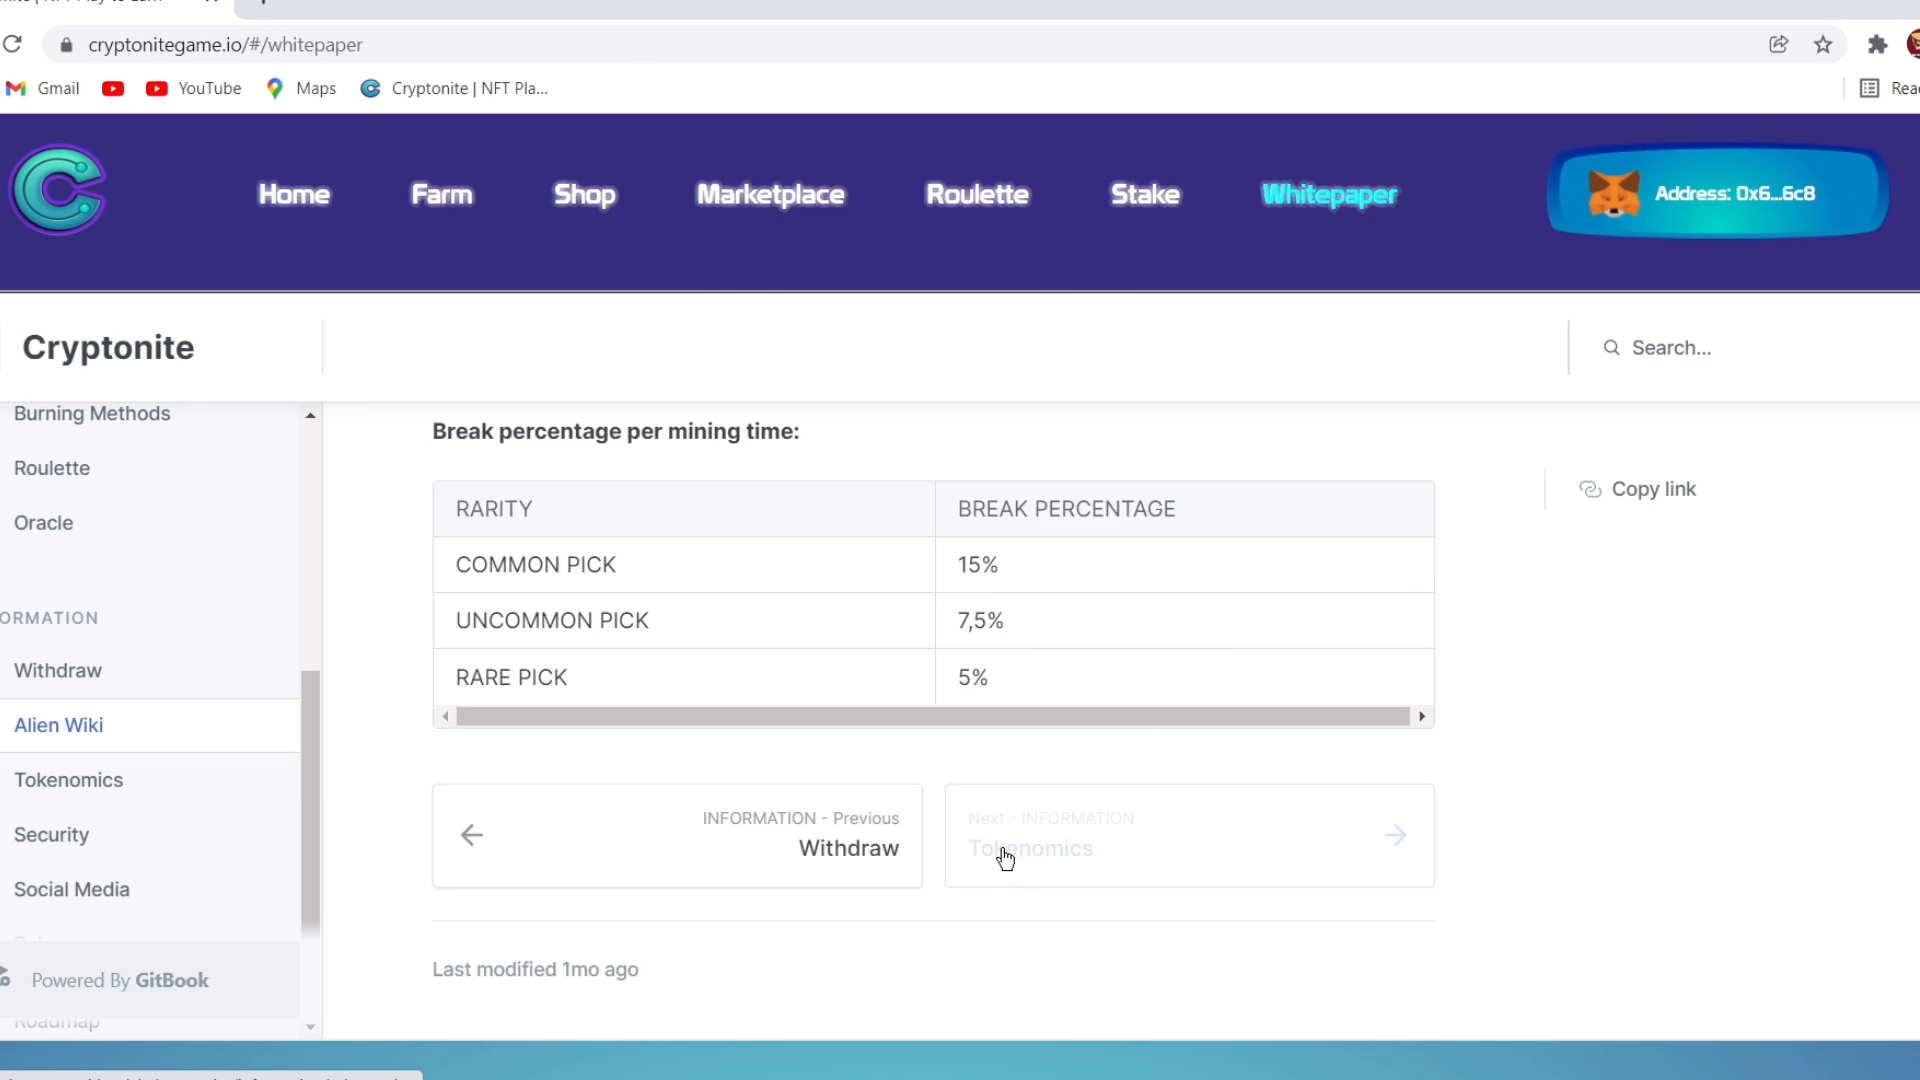 cryptonitegame.io/#/whitepaper
Gmail YouTube Maps Cryptonite | NFT Pla...
Home Farm Shop Marketplace Roulette Stake Whitepaper Address: 0x6...6c8
Cryptonite
Search...
Burning Methods
Roulette
Oracle
ORMATION
Withdraw
Alien Wiki
Tokenomics
Security
Social Media
Roadmap
Powered By GitBook
Break percentage per mining time:
RARITY BREAK PERCENTAGE
COMMON PICK 15%
UNCOMMON PICK 7,5%
RARE PICK 5%
INFORMATION - Previous
Withdraw
Next - INFORMATION
Tokenomics
Last modified 1mo ago
Copy link